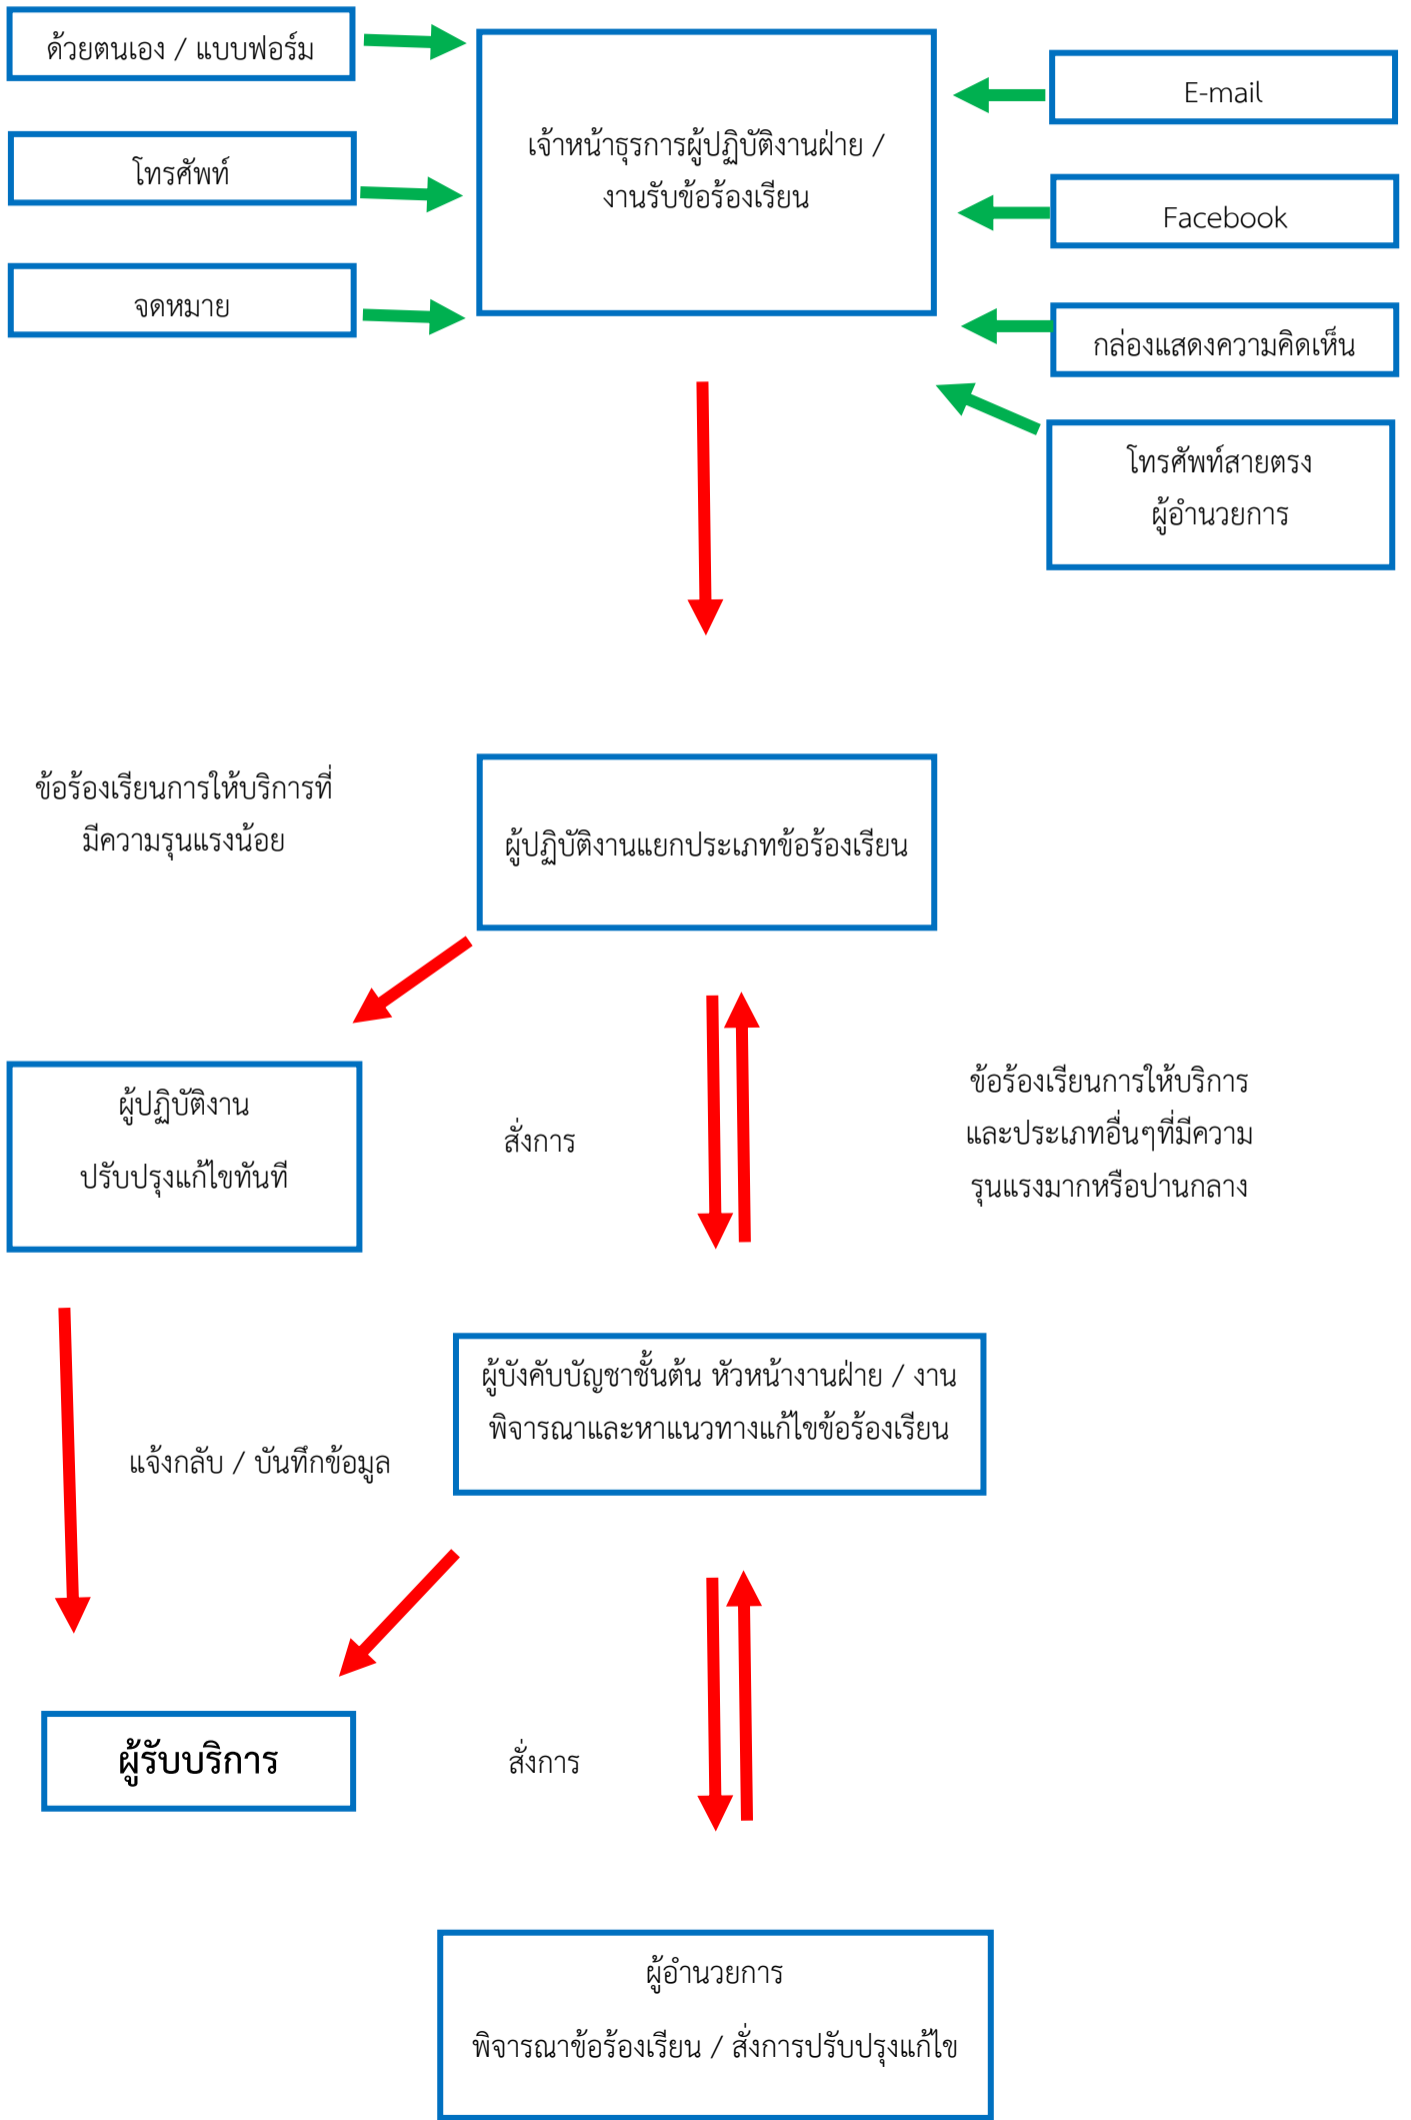 ด้วยตนเอง / แบบฟอร์ม
โทรศัพท์
จดหมาย
เจ้าหน้าธุรการผู้ปฏิบัติงานฝ่าย /
งานรับข้อร้องเรียน
E-mail
Facebook
กล่องแสดงความคิดเห็น
โทรศัพท์สายตรง
ผู้อำนวยการ
ข้อร้องเรียนการให้บริการที่
มีความรุนแรงน้อย
ผู้ปฏิบัติงานแยกประเภทข้อร้องเรียน
ผู้ปฏิบัติงาน
ปรับปรุงแก้ไขทันที
สั่งการ
ข้อร้องเรียนการให้บริการ
และประเภทอื่นๆที่มีความ
รุนแรงมากหรือปานกลาง
ผู้บังคับบัญชาชั้นต้น หัวหน้างานฝ่าย / งาน
พิจารณาและหาแนวทางแก้ไขข้อร้องเรียน
แจ้งกลับ / บันทึกข้อมูล
ผู้รับบริการ
สั่งการ
ผู้อำนวยการ
พิจารณาข้อร้องเรียน / สั่งการปรับปรุงแก้ไข